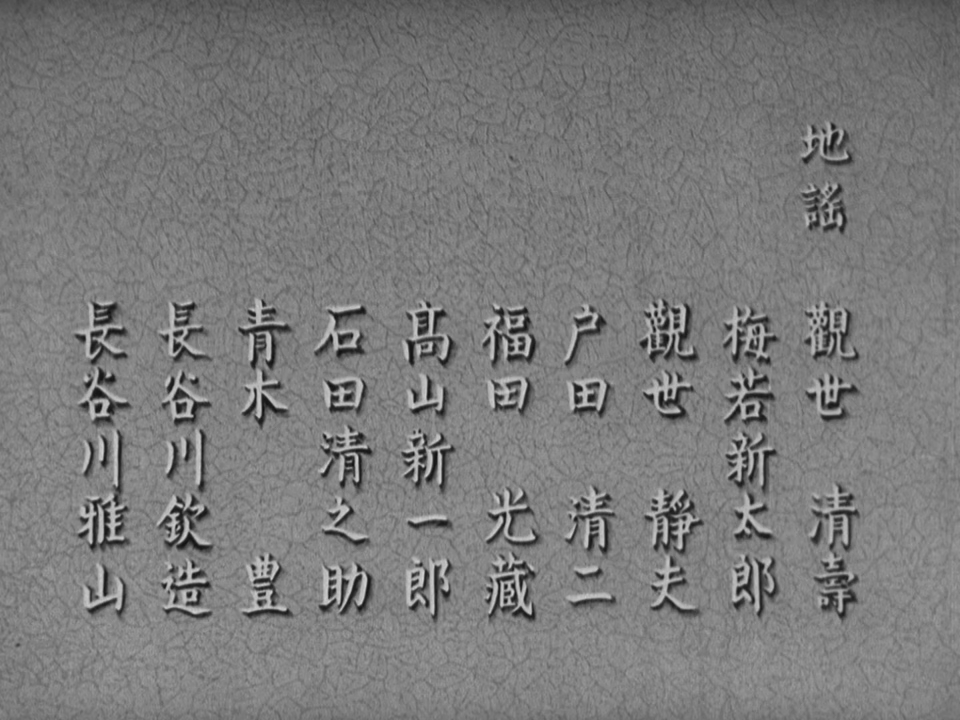 地謠
觀世清壽
梅若新太郎
觀世靜夫
戸田清二
福田光藏
髙山新一郎
石田清之助
青木豊
長谷川欽造
長谷川雅山